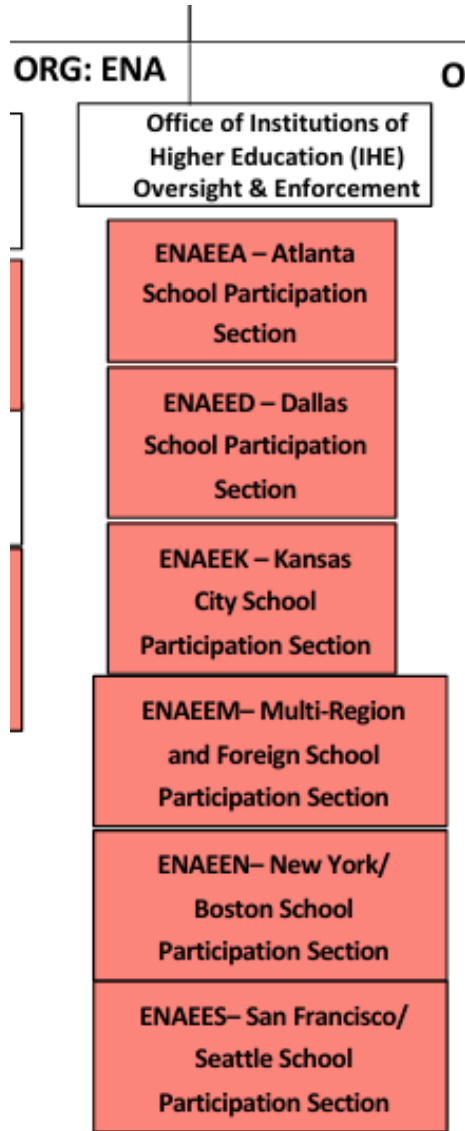 ORG: ENA
O
Office of Institutions of
Higher Education (IHE)
Oversight & Enforcement
ENAEEA – Atlanta
School Participation
Section
ENAEED – Dallas
School Participation
Section
ENAEEK – Kansas
City School
Participation Section
ENAEEM– Multi-Region
and Foreign School
Participation Section
ENAEEN– New York/
Boston School
Participation Section
ENAEES– San Francisco/
Seattle School
Participation Section